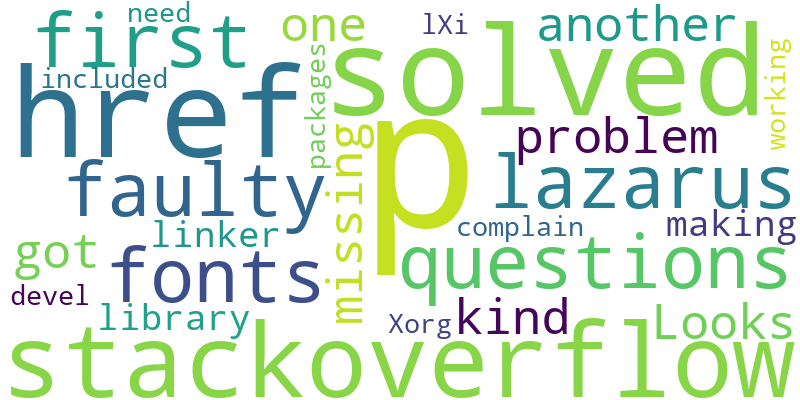 need
first
one
lXi
another
included
href
packages
solved
working
p
problem
missing
faulty
lazarus
linker
complain
making
got
fonts
questions
devel
library
Xorg
kind
Looks
stackoverflow